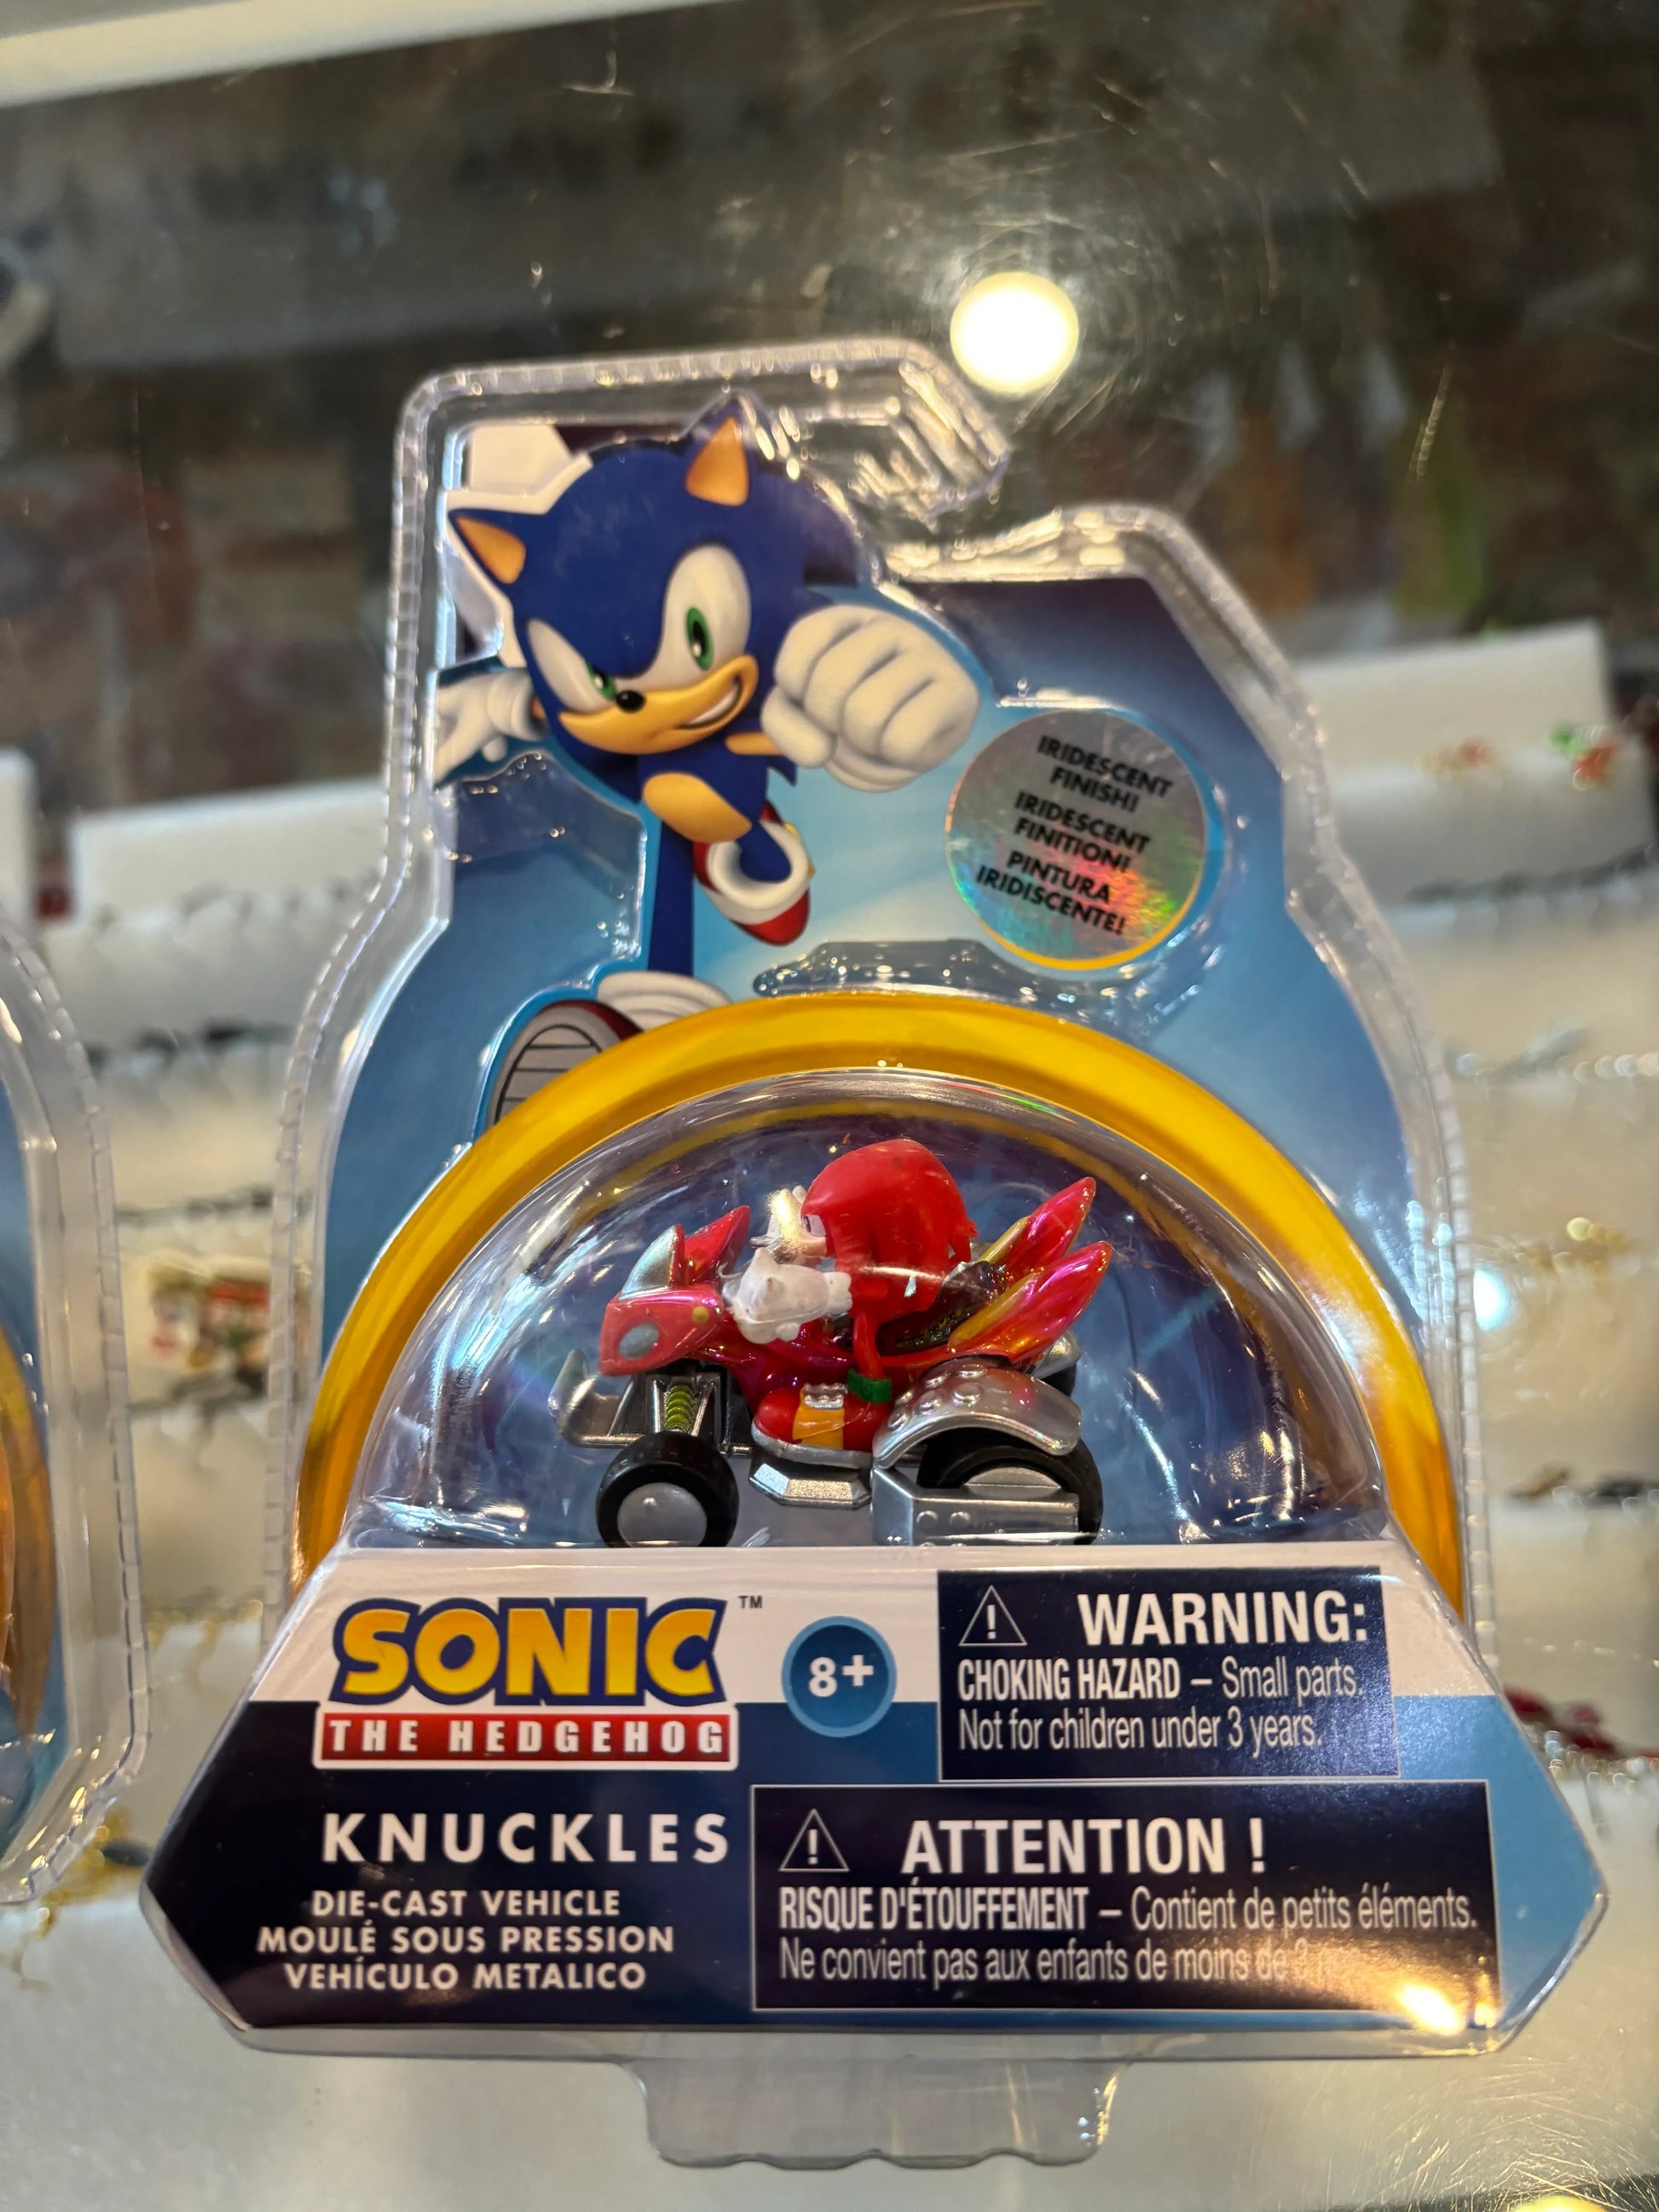 IRIDESCENT
FINISH!
IRIDESCENT
FINITION!
PINTURA
IRIDISCENTE!
SONIC™
THE HEDGEHOG
8+
WARNING:
CHOKING HAZARD – Small parts.
Not for children under 3 years.
KNUCKLES
DIE-CAST VEHICLE
MOULÉ SOUS PRESSION
VEHÍCULO METALICO
ATTENTION !
RISQUE D'ÉTOUFFEMENT – Contient de petits éléments.
Ne convient pas aux enfants de moins de 3